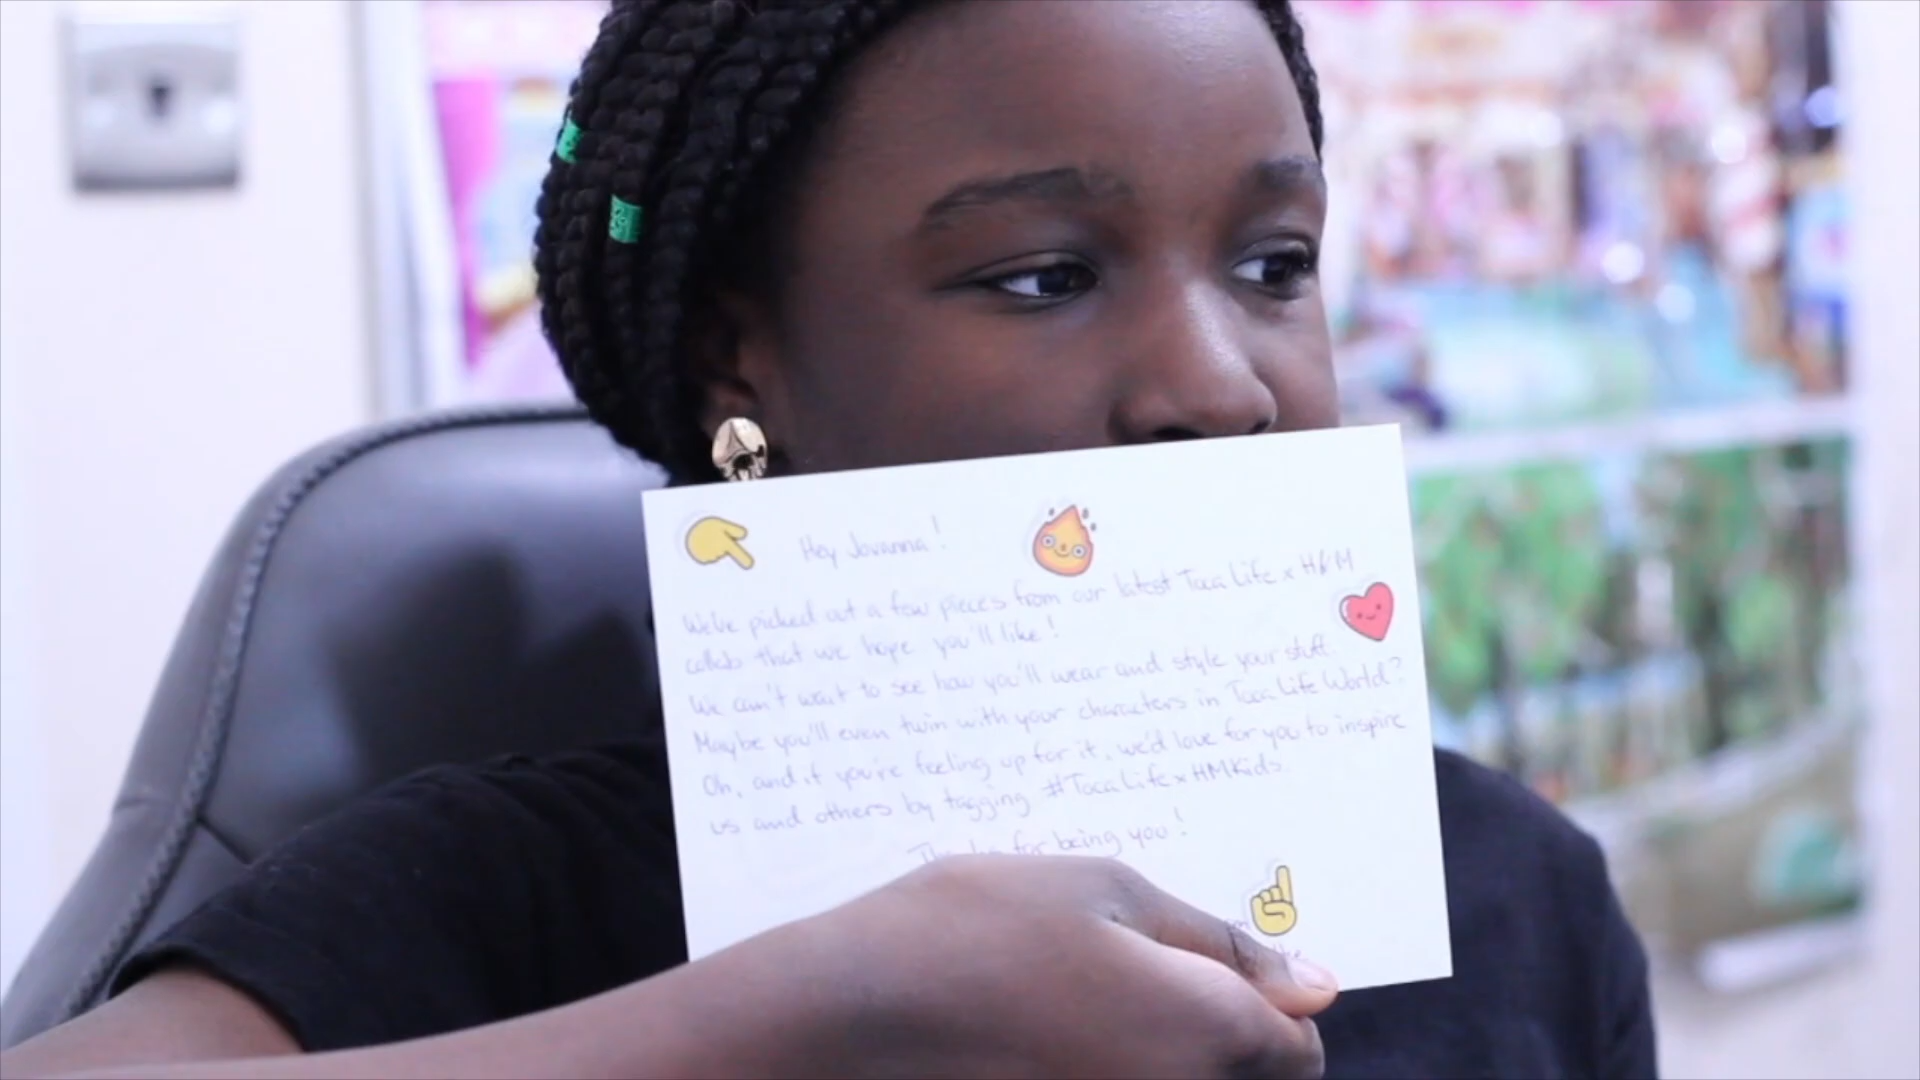 Hey Jovanna!
We've picked out a few pieces from our latest Toca Life x H&M
collab that we hope you'll like!
We can't wait to see how you'll wear and style your stuff.
Maybe you'll even twin with your characters in Toca Life World?
Oh, and if you're feeling up for it, we'd love for you to inspire
us and others by tagging #TocaLifexHMKids.
for being you!